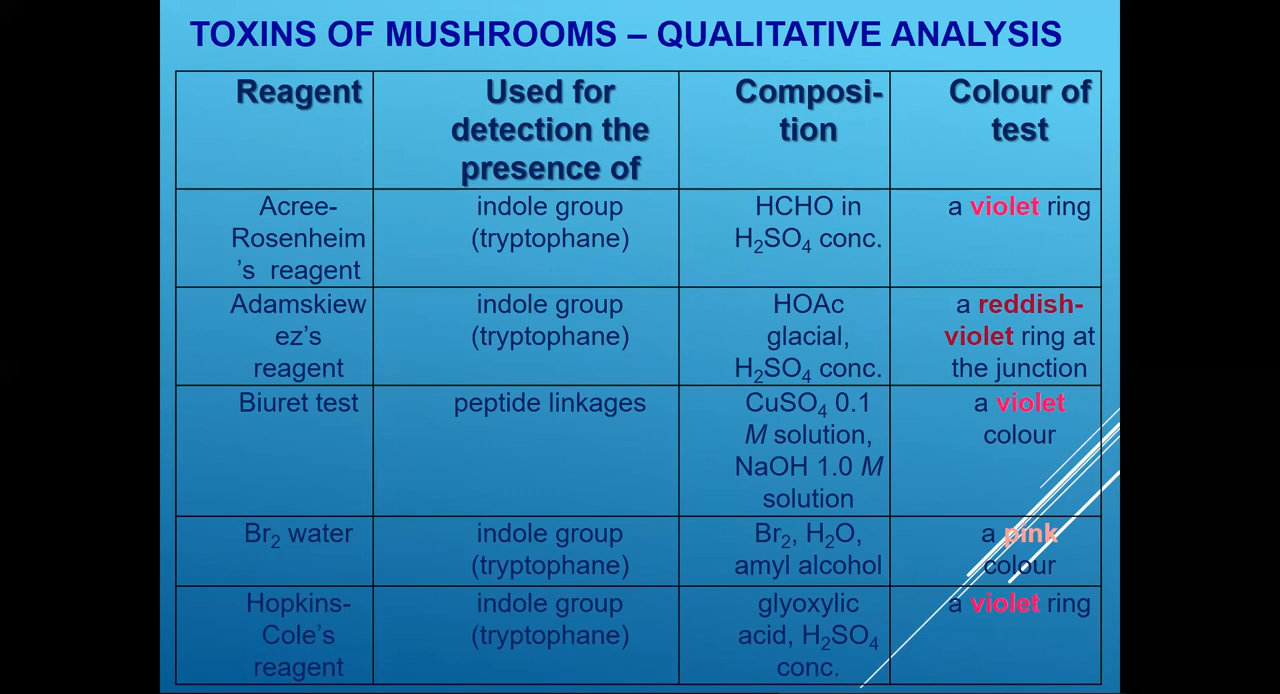 TOXINS OF MUSHROOMS – QUALITATIVE ANALYSIS
Reagent
Used for
detection the
presence of
Composi-
tion
Colour of
test
Acree-
Rosenheim
's reagent
indole group
(tryptophane)
HCHO in
H₂SO₄ conc.
a violet ring
Adamskiew
ez's
reagent
indole group
(tryptophane)
HOAc
glacial,
H₂SO₄ conc.
a reddish-
violet ring at
the junction
Biuret test
peptide linkages
CuSO₄ 0.1
M solution,
NaOH 1.0 M
solution
a violet
colour
Br₂ water
indole group
(tryptophane)
Br₂, H₂O,
amyl alcohol
a pink
colour
Hopkins-
Cole's
reagent
indole group
(tryptophane)
glyoxylic
acid, H₂SO₄
conc.
a violet ring